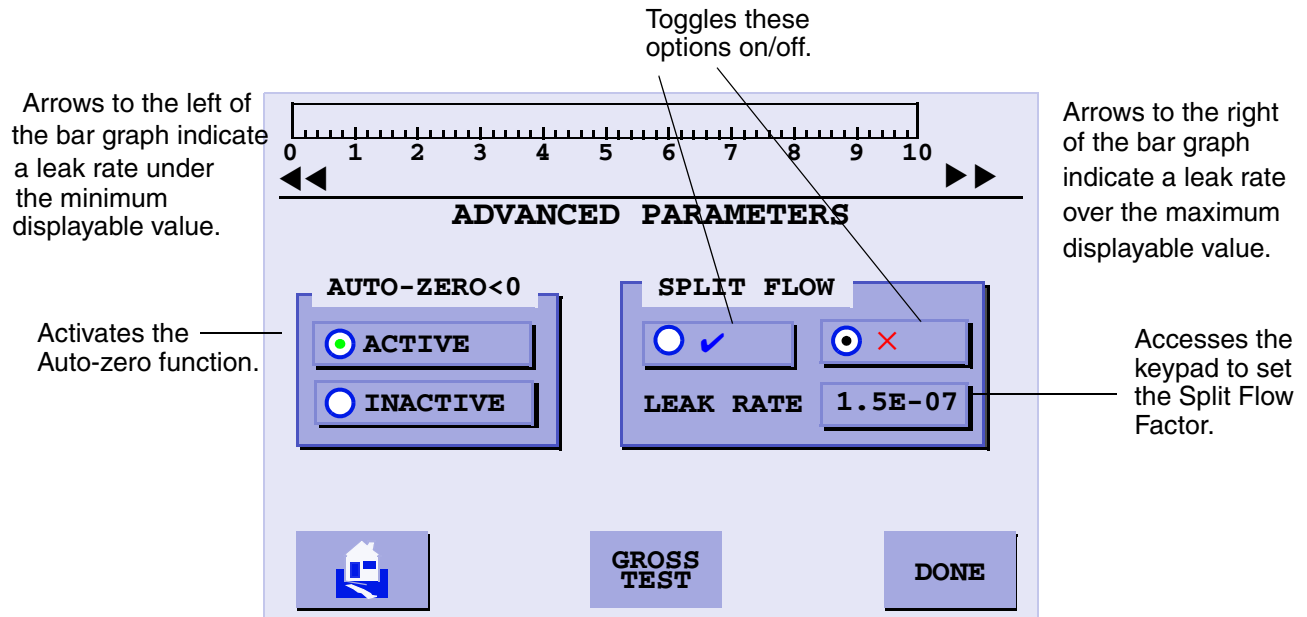 Toggles these
options on/off.
Arrows to the left of
the bar graph indicate
a leak rate under
the minimum
displayable value.
0 1 2 3 4 5 6 7 8 9 10
Arrows to the right
of the bar graph
indicate a leak rate
over the maximum
displayable value.
ADVANCED PARAMETERS
Activates the
Auto-zero function.
AUTO-ZERO<0
ACTIVE
INACTIVE
SPLIT FLOW
LEAK RATE 1.5E-07
Accesses the
keypad to set
the Split Flow
Factor.
GROSS
TEST
DONE